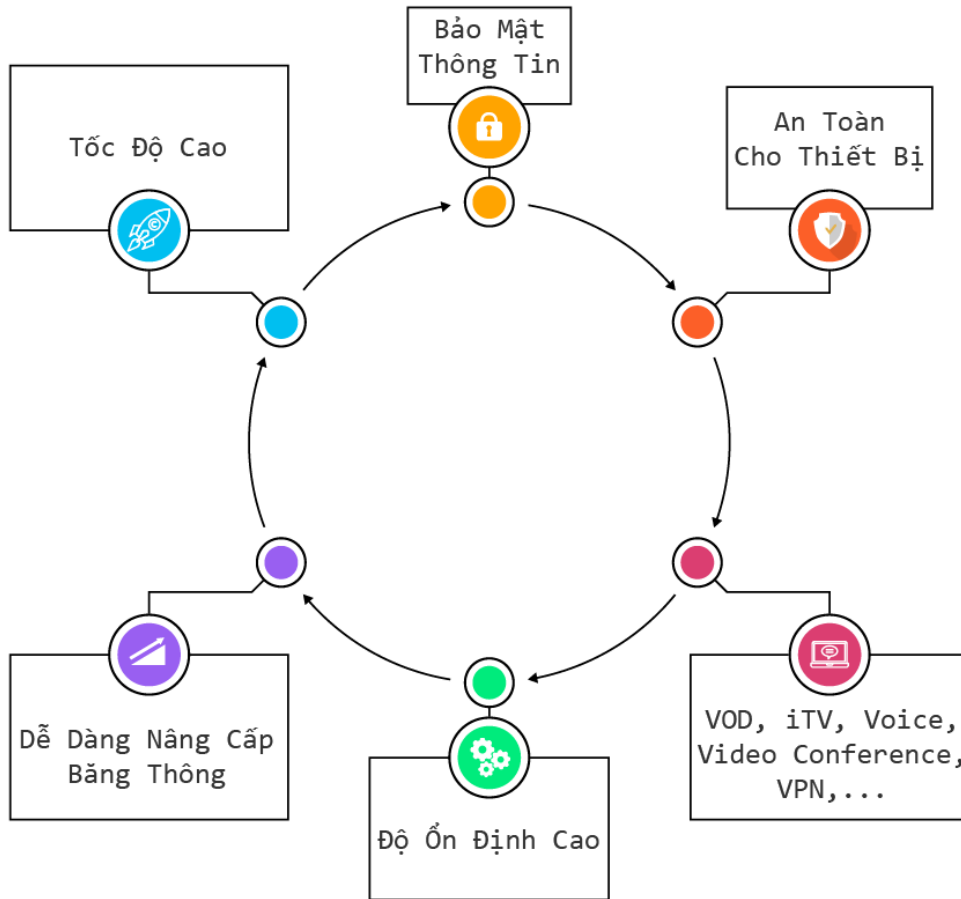 Bảo Mật
Thông Tin
Tốc Độ Cao
An Toàn
Cho Thiết Bị
Dễ Dàng Nâng Cấp
Băng Thông
VOD, iTV, Voice,
Video Conference,
VPN,...
Độ Ổn Định Cao